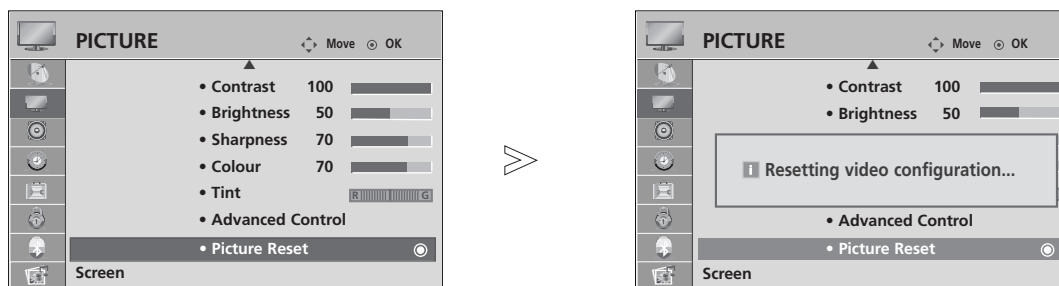 PICTURE Move OK
• Contrast 100
• Brightness 50
• Sharpness 70
• Colour 70
• Tint R G
• Advanced Control
• Picture Reset
Screen
PICTURE Move OK
• Contrast 100
• Brightness 50
i Resetting video configuration...
• Advanced Control
• Picture Reset
Screen